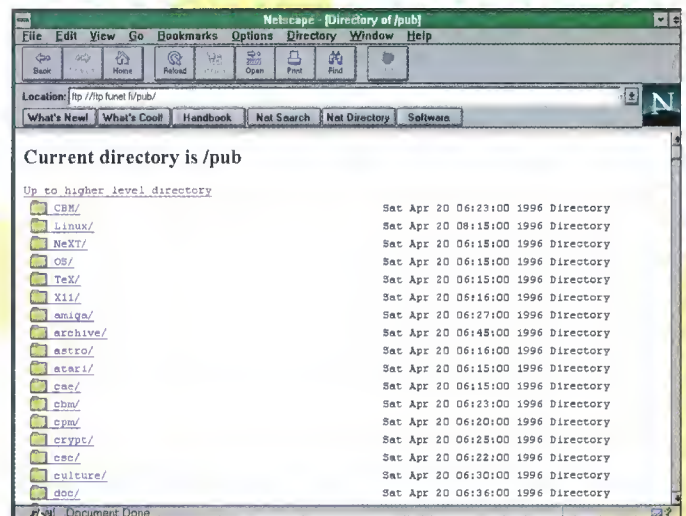 Netscape - [Directory of /pub]
File Edit View Go Bookmarks Options Directory Window Help
Back Home Reload Open Print Find
Location: ftp //ftp funet fi/pub/
N
What's New! What's Cool! Handbook Net Search Net Directory Software
Current directory is /pub
Up to higher level directory
CBM/ Sat Apr 20 06:23:00 1996 Directory
Linux/ Sat Apr 20 08:15:00 1996 Directory
NeXT/ Sat Apr 20 06:15:00 1996 Directory
OS/ Sat Apr 20 06:15:00 1996 Directory
TeX/ Sat Apr 20 06:15:00 1996 Directory
X11/ Sat Apr 20 06:16:00 1996 Directory
amiga/ Sat Apr 20 06:27:00 1996 Directory
archive/ Sat Apr 20 06:45:00 1996 Directory
astro/ Sat Apr 20 06:16:00 1996 Directory
atari/ Sat Apr 20 06:15:00 1996 Directory
cae/ Sat Apr 20 06:15:00 1996 Directory
cbm/ Sat Apr 20 06:23:00 1996 Directory
cpm/ Sat Apr 20 06:20:00 1996 Directory
crypt/ Sat Apr 20 06:25:00 1996 Directory
csc/ Sat Apr 20 06:22:00 1996 Directory
culture/ Sat Apr 20 06:30:00 1996 Directory
doc/ Sat Apr 20 06:36:00 1996 Directory
Document Done